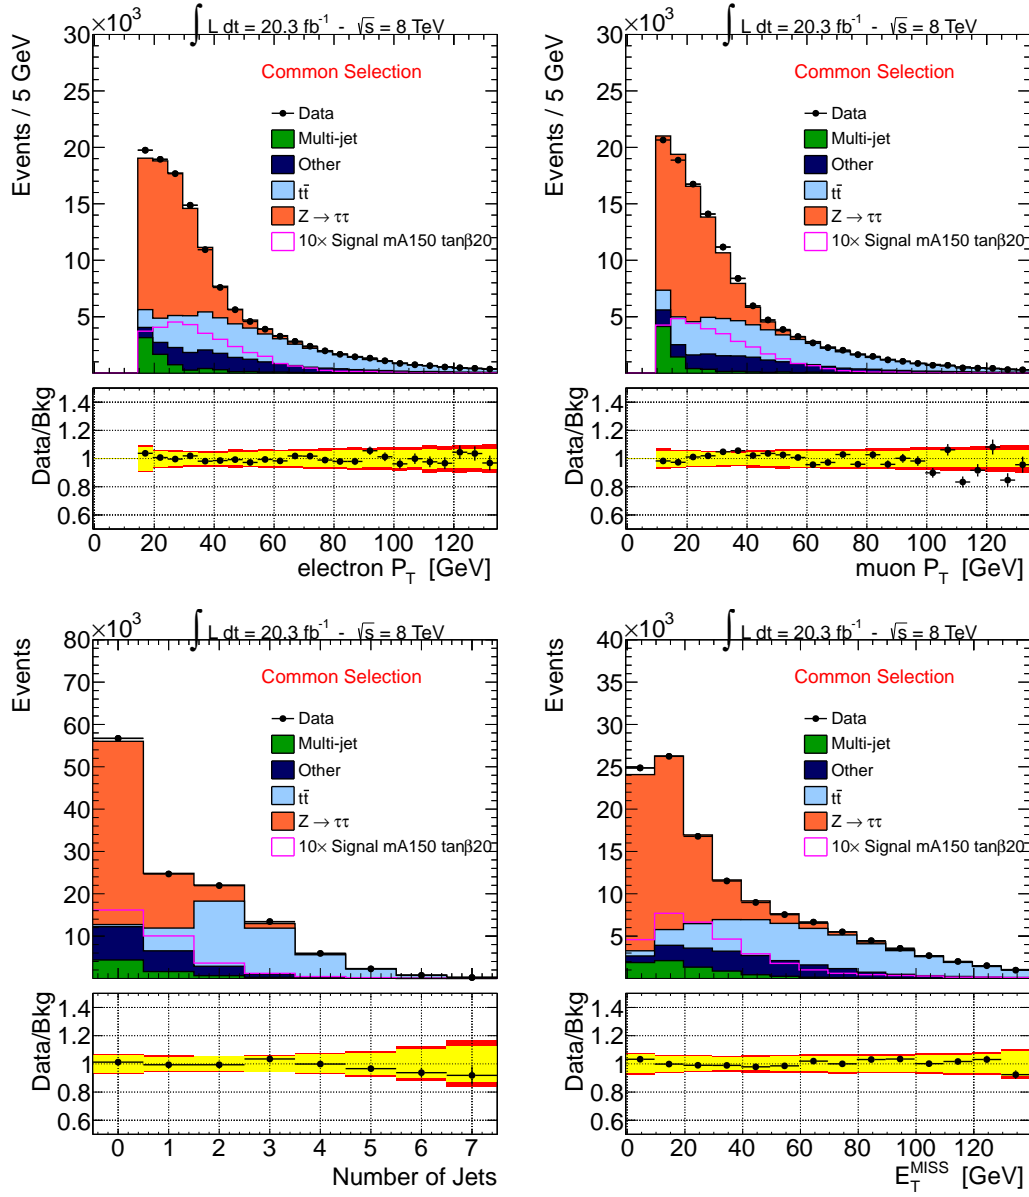 ×10³ ∫ L dt = 20.3 fb⁻¹ - √s = 8 TeV
Events / 5 GeV
30
25
20
15
10
5
Common Selection
Data
Multi-jet
Other
tt̄
Z → ττ
10× Signal mA150 tanβ20
Data/Bkg
1.4
1.2
1
0.8
0.6
0 20 40 60 80 100 120
electron P_T [GeV]
×10³ ∫ L dt = 20.3 fb⁻¹ - √s = 8 TeV
Events / 5 GeV
30
25
20
15
10
5
Common Selection
Data
Multi-jet
Other
tt̄
Z → ττ
10× Signal mA150 tanβ20
Data/Bkg
1.4
1.2
1
0.8
0.6
0 20 40 60 80 100 120
muon P_T [GeV]
×10³ ∫ L dt = 20.3 fb⁻¹ - √s = 8 TeV
Events
80
70
60
50
40
30
20
10
Common Selection
Data
Multi-jet
Other
tt̄
Z → ττ
10× Signal mA150 tanβ20
Data/Bkg
1.4
1.2
1
0.8
0.6
0 1 2 3 4 5 6 7
Number of Jets
×10³ ∫ L dt = 20.3 fb⁻¹ - √s = 8 TeV
Events
40
35
30
25
20
15
10
5
Common Selection
Data
Multi-jet
Other
tt̄
Z → ττ
10× Signal mA150 tanβ20
Data/Bkg
1.4
1.2
1
0.8
0.6
0 20 40 60 80 100 120 140
E_T^MISS [GeV]